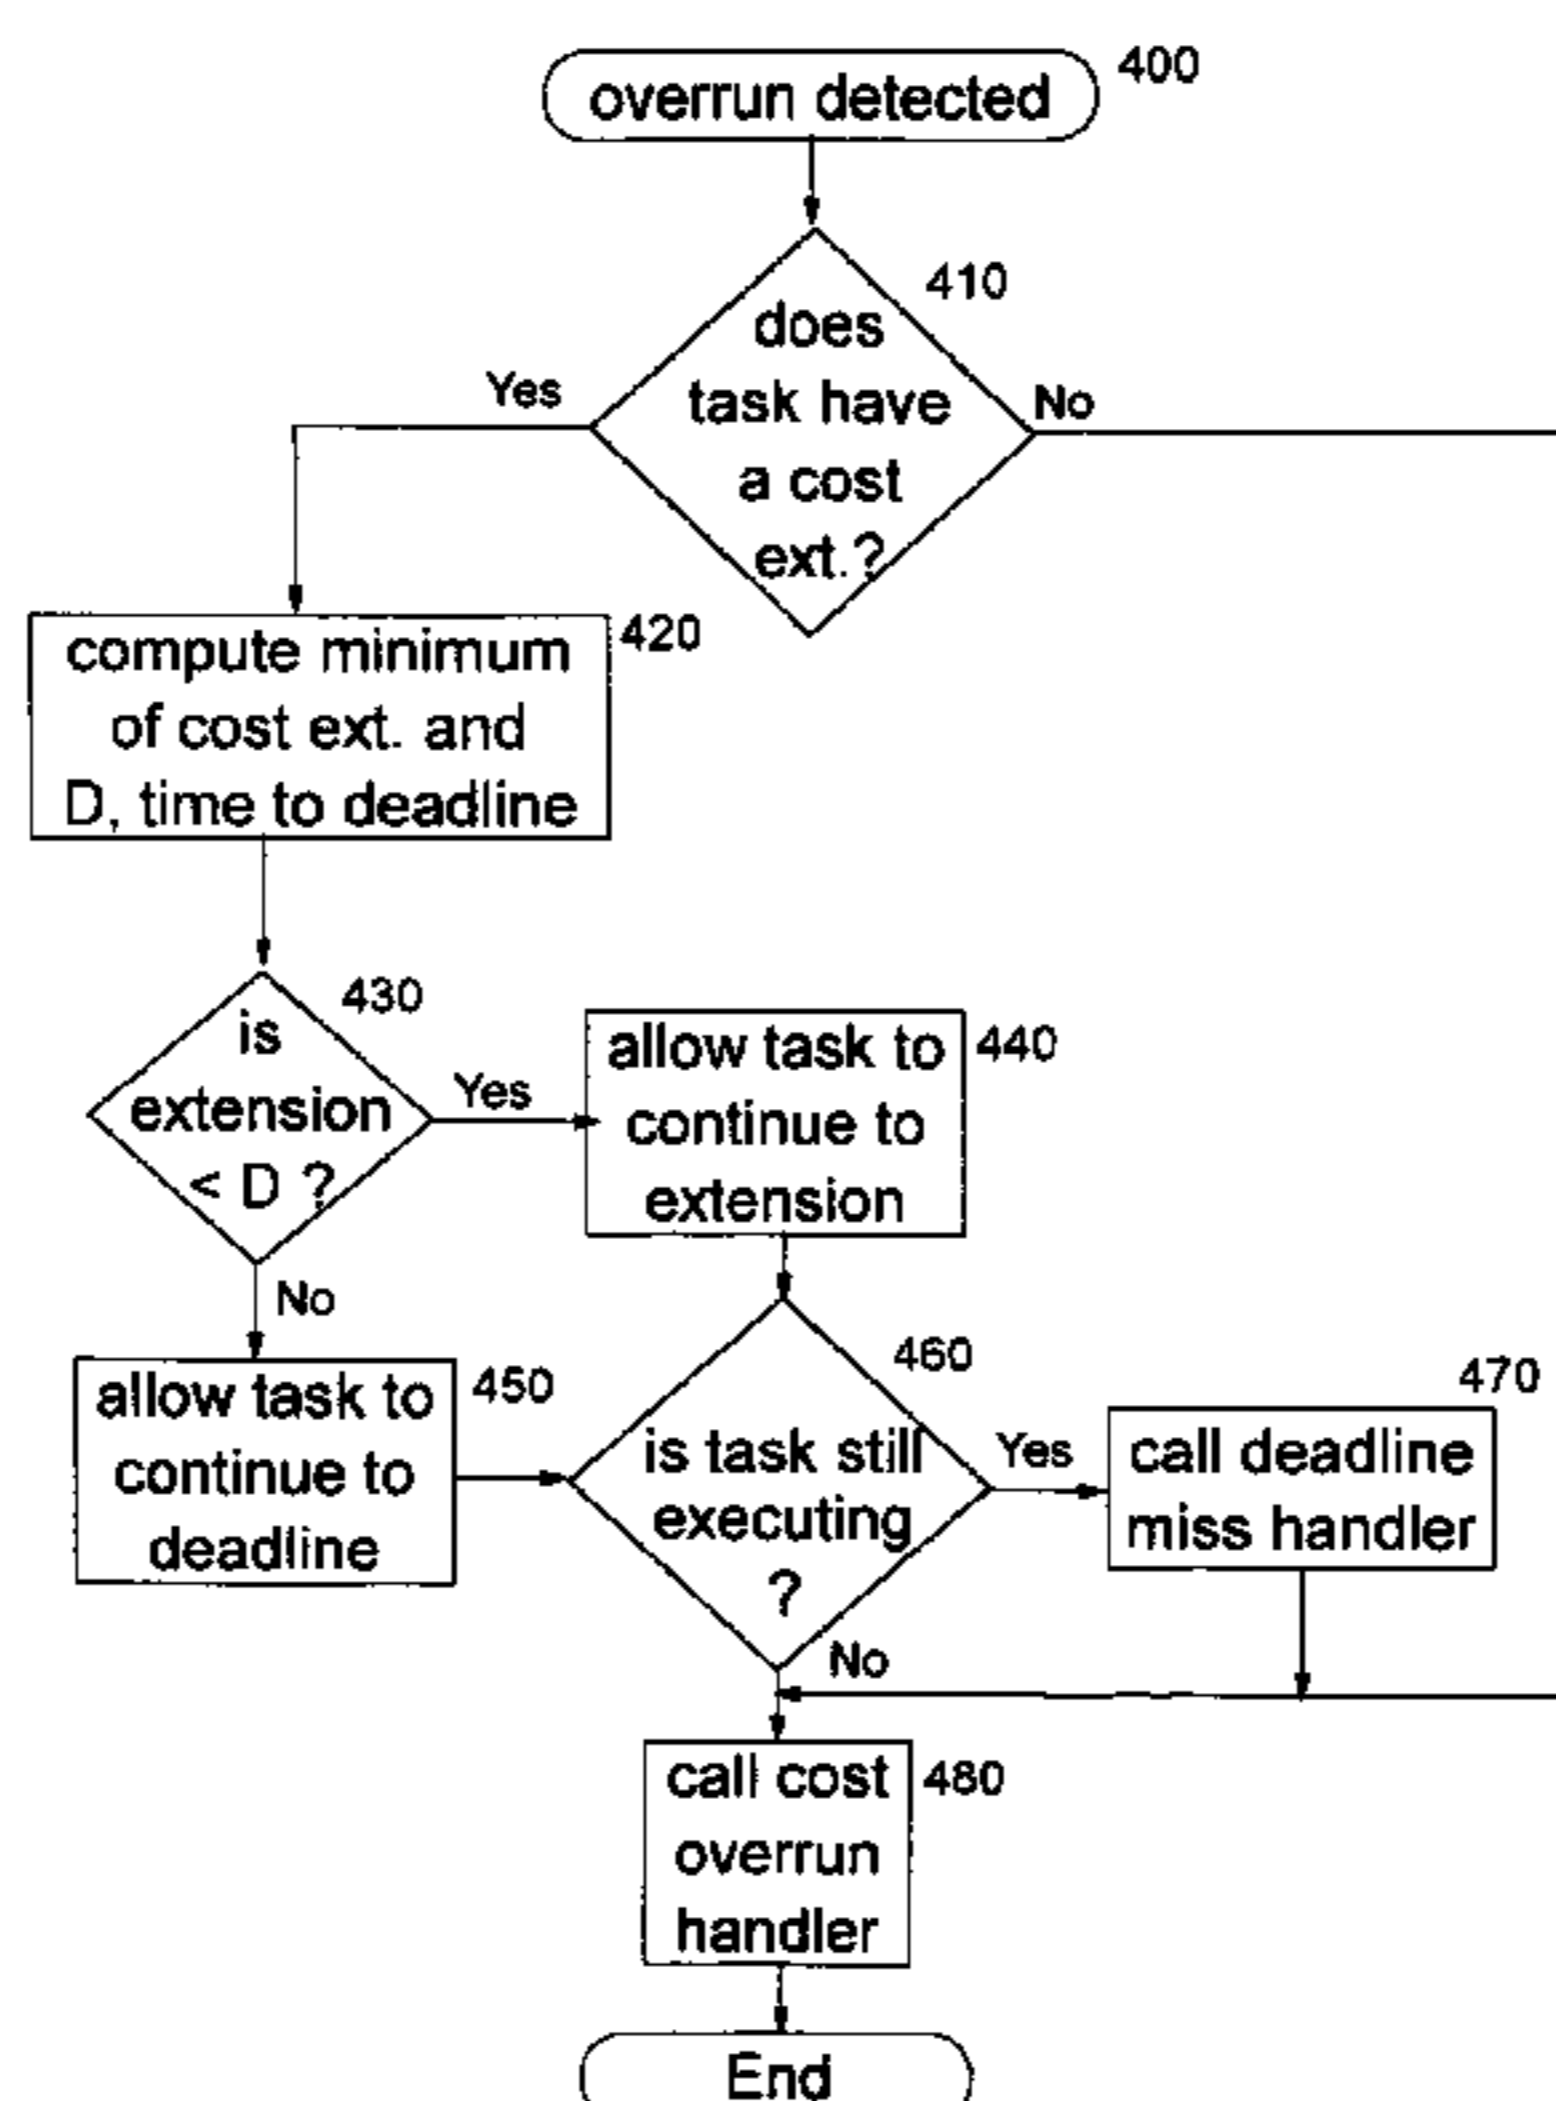 overrun detected
400
410
does
task have
a cost
ext.?
Yes
No
compute minimum
of cost ext. and
D, time to deadline
420
430
is
extension
< D ?
Yes
No
allow task to
continue to
extension
440
allow task to
continue to
deadline
450
460
is task still
executing
?
Yes
No
470
call deadline
miss handler
call cost
overrun
handler
480
End